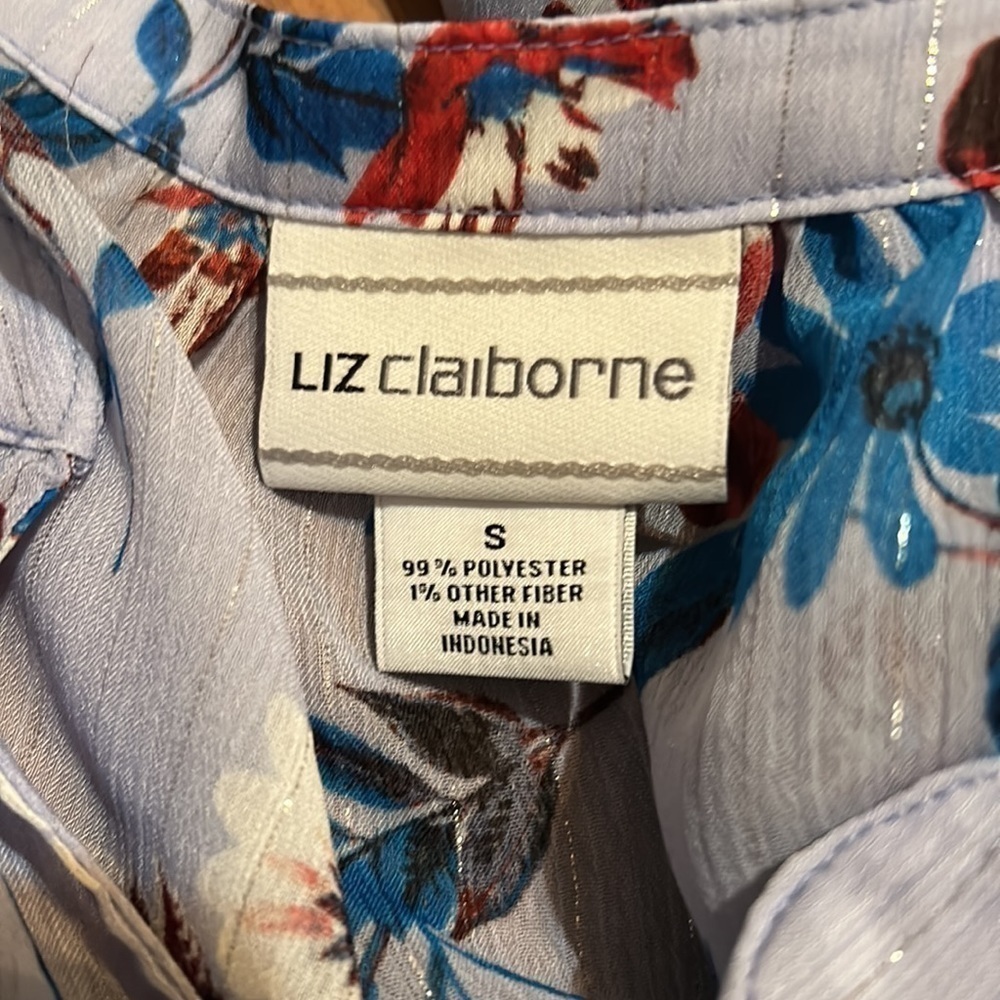 LIZ claiborne
S
99% POLYESTER
1% OTHER FIBER
MADE IN
INDONESIA